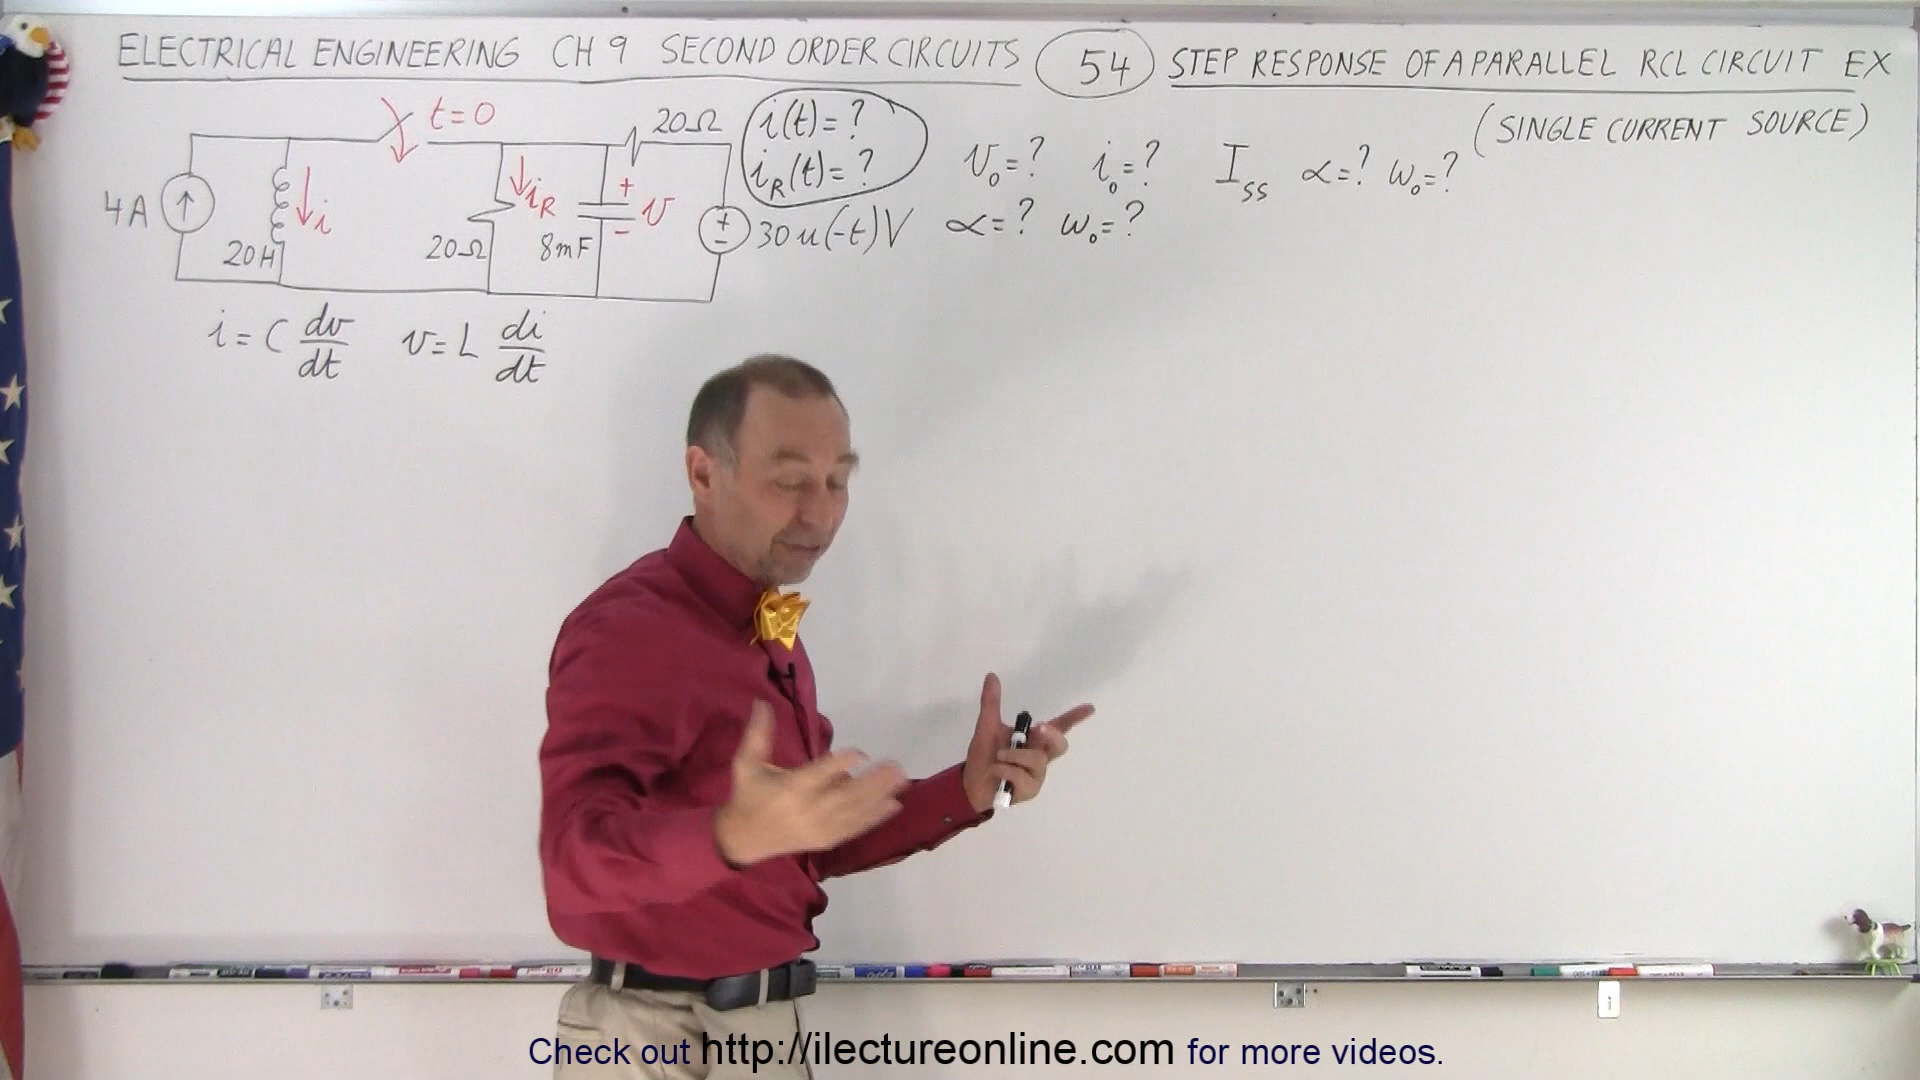 ELECTRICAL ENGINEERING CH 9 SECOND ORDER CIRCUITS 54 STEP RESPONSE OF A PARALLEL RCL CIRCUIT EX
(SINGLE CURRENT SOURCE)
t=0
20Ω
i(t)=?
iR(t)=?
v₀=? i₀=? Iss α=? ω₀=?
4A
i
20H
iR
20Ω
8mF
+
v
-
+
-
30u(-t)V
α=? ω₀=?
i=C dv/dt v=L di/dt
Check out http://ilectureonline.com for more videos.